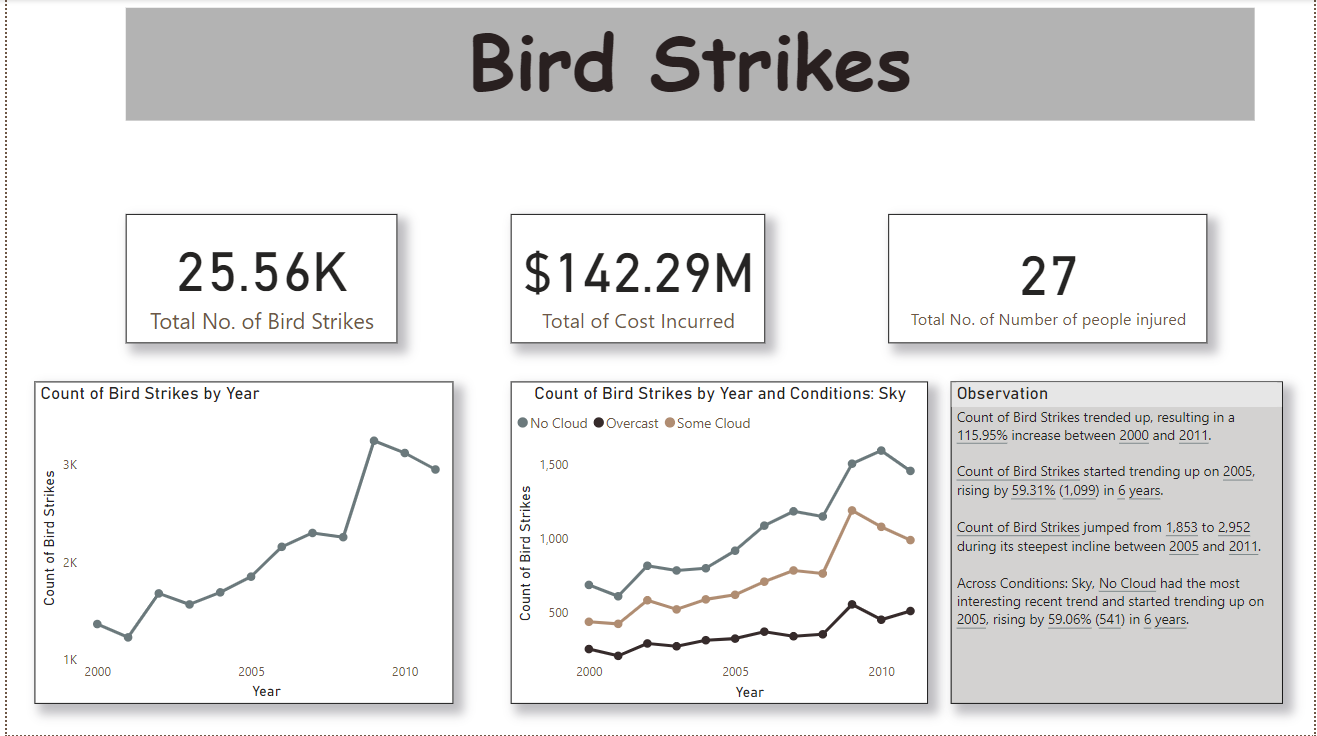 Bird Strikes
25.56K
Total No. of Bird Strikes
$142.29M
Total of Cost Incurred
27
Total No. of Number of people injured
Count of Bird Strikes by Year
Count of Bird Strikes
3K
2K
1K
2000
2005
2010
Year
Count of Bird Strikes by Year and Conditions: Sky
No Cloud
Overcast
Some Cloud
Count of Bird Strikes
1,500
1,000
500
2000
2005
2010
Year
Observation
Count of Bird Strikes trended up, resulting in a
115.95% increase between 2000 and 2011.
Count of Bird Strikes started trending up on 2005,
rising by 59.31% (1,099) in 6 years.
Count of Bird Strikes jumped from 1,853 to 2,952
during its steepest incline between 2005 and 2011.
Across Conditions: Sky, No Cloud had the most
interesting recent trend and started trending up on
2005, rising by 59.06% (541) in 6 years.